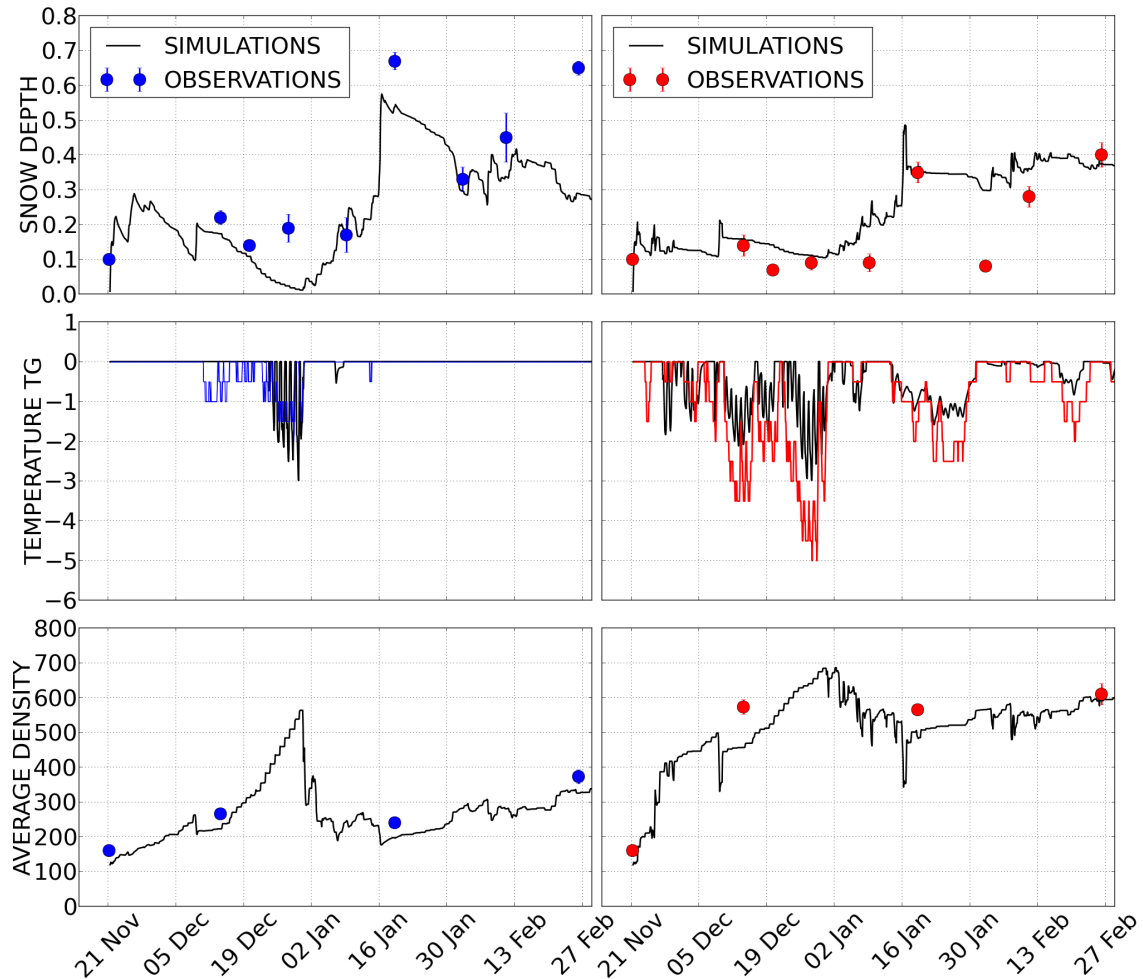 SNOW DEPTH
0.8
0.7
0.6
0.5
0.4
0.3
0.2
0.1
0.0
SIMULATIONS
OBSERVATIONS
SIMULATIONS
OBSERVATIONS
TEMPERATURE TG
1
0
−1
−2
−3
−4
−5
−6
AVERAGE DENSITY
800
700
600
500
400
300
200
100
0
21 Nov
05 Dec
19 Dec
02 Jan
16 Jan
30 Jan
13 Feb
27 Feb
21 Nov
05 Dec
19 Dec
02 Jan
16 Jan
30 Jan
13 Feb
27 Feb